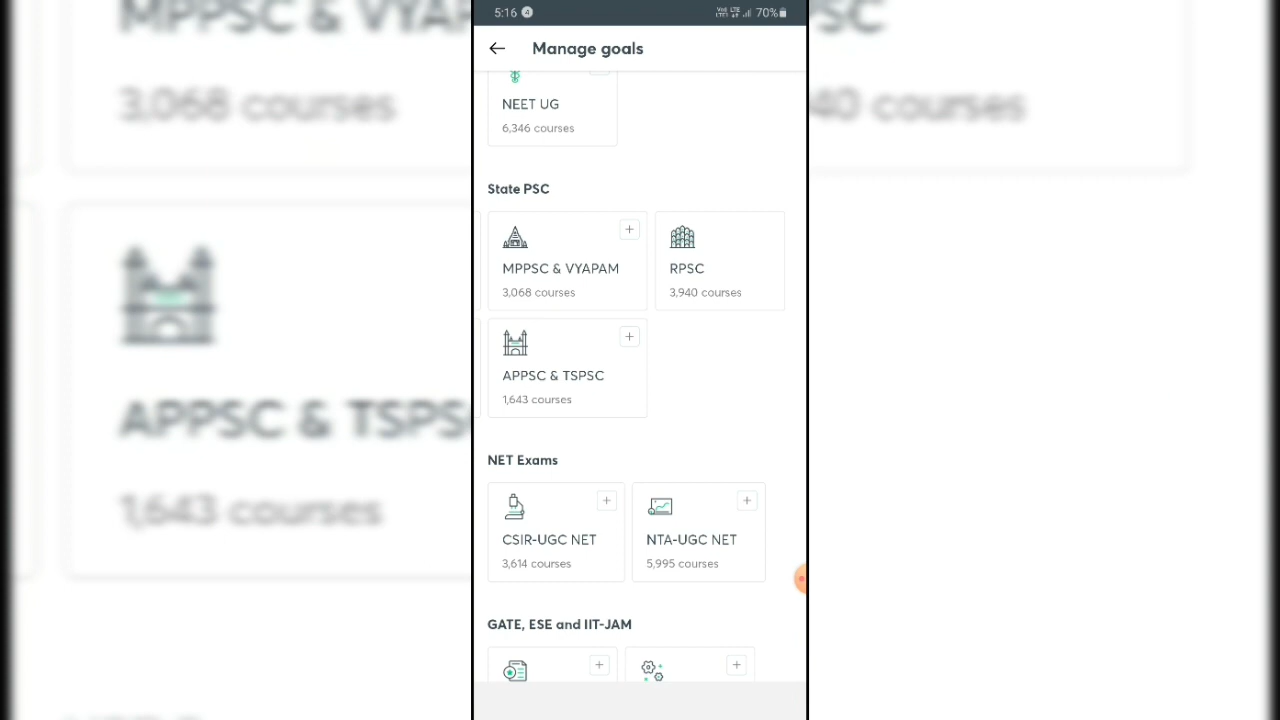 5:16
70%
Manage goals
NEET UG
6,346 courses
State PSC
MPPSC & VYAPAM
3,068 courses
RPSC
3,940 courses
APPSC & TSPSC
1,643 courses
NET Exams
CSIR-UGC NET
3,614 courses
NTA-UGC NET
5,995 courses
GATE, ESE and IIT-JAM